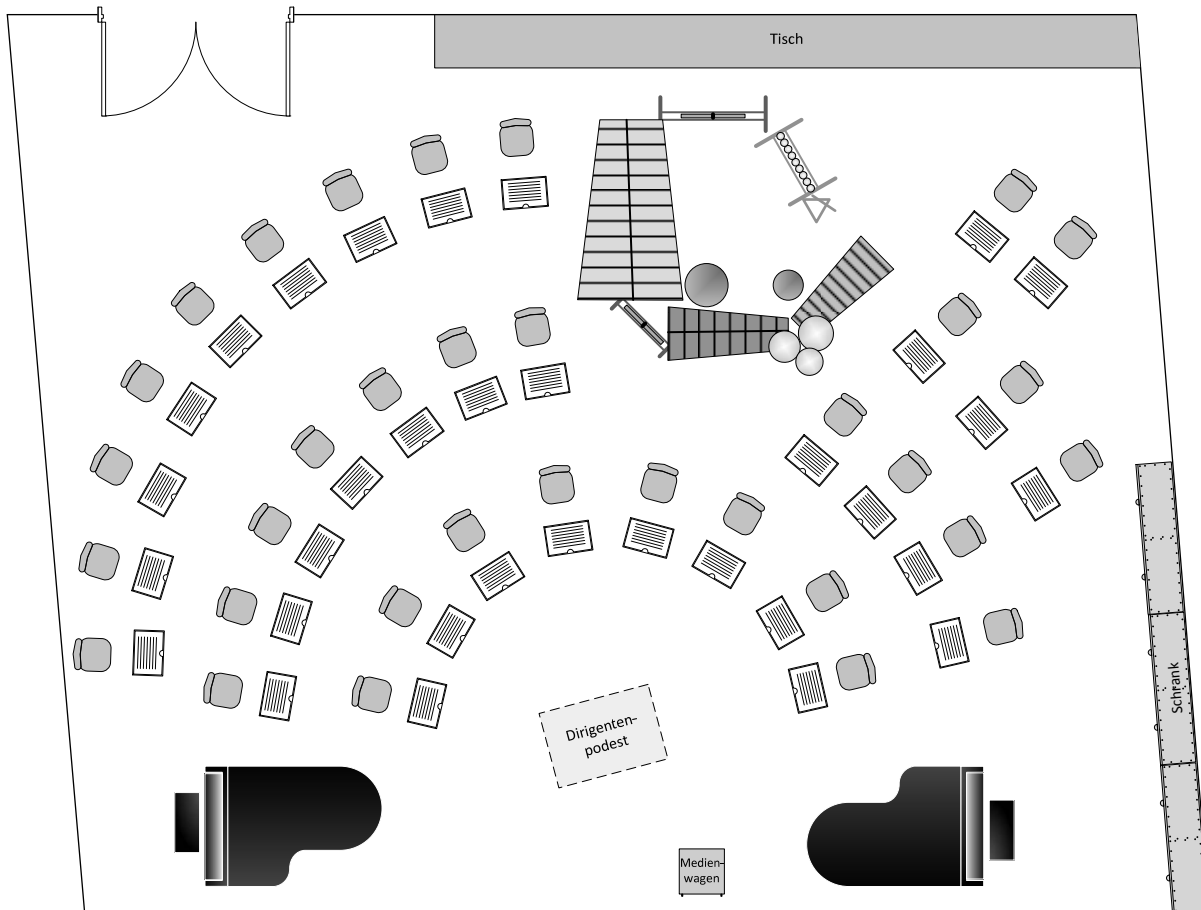 Tisch
Dirigenten-
podest
Schrank
Medien-
wagen